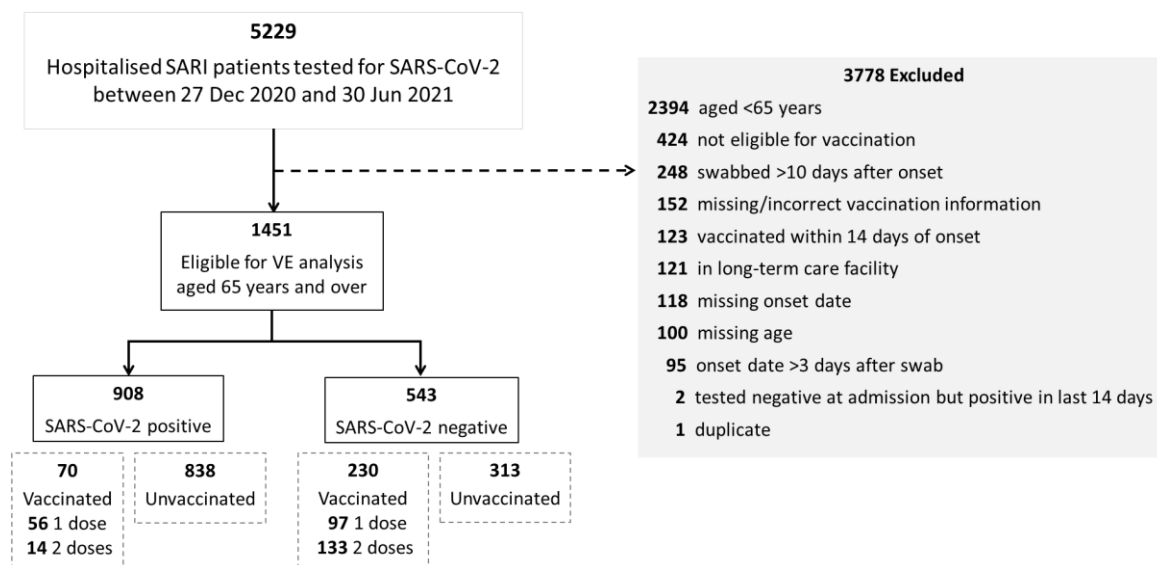 5229
Hospitalised SARI patients tested for SARS-CoV-2
between 27 Dec 2020 and 30 Jun 2021
3778 Excluded
2394 aged <65 years
424 not eligible for vaccination
248 swabbed >10 days after onset
152 missing/incorrect vaccination information
123 vaccinated within 14 days of onset
121 in long-term care facility
118 missing onset date
100 missing age
95 onset date >3 days after swab
2 tested negative at admission but positive in last 14 days
1 duplicate
1451
Eligible for VE analysis
aged 65 years and over
908
SARS-CoV-2 positive
543
SARS-CoV-2 negative
70
Vaccinated
56 1 dose
14 2 doses
838
Unvaccinated
230
Vaccinated
97 1 dose
133 2 doses
313
Unvaccinated